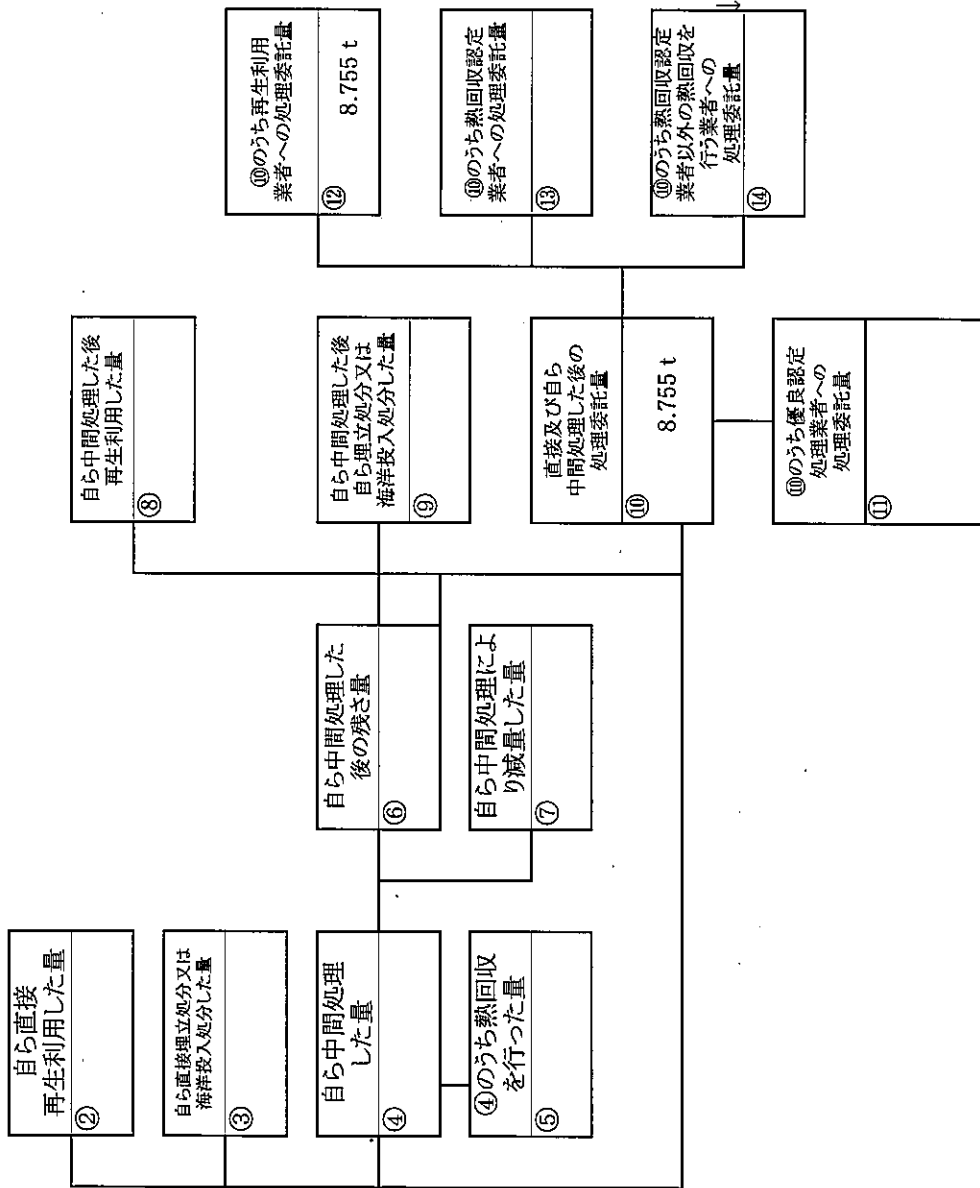 自ら直接
再生利用した量
②
自ら直接埋立処分又は
海洋投入処分した量
③
自ら中間処理
した量
④
④のうち熱回収
を行った量
⑤
自ら中間処理した
後の残さ量
⑥
自ら中間処理によ
り減量した量
⑦
自ら中間処理した後
再生利用した量
⑧
自ら中間処理した後
自ら埋立処分又は
海洋投入処分した量
⑨
直接及び自ら
中間処理した後の
処理委託量
⑩
8.755 t
⑩のうち優良認定
処理業者への
処理委託量
⑪
⑩のうち再生利用
業者への処理委託量
⑫
8.755 t
⑩のうち熱回収認定
業者への処理委託量
⑬
⑩のうち熱回収認定
業者以外の熱回収を
行う業者への
処理委託量
⑭